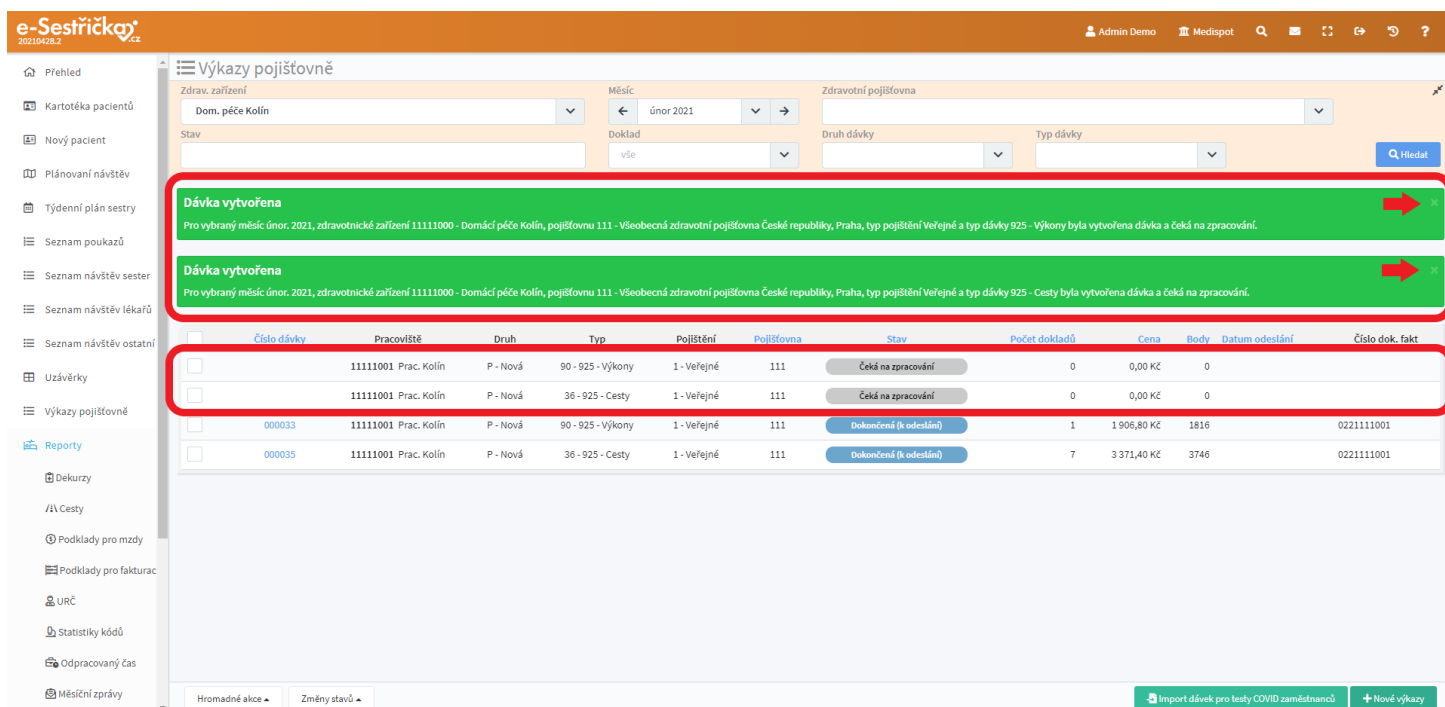 e-Sestřička.cz
20210428.2
Admin Demo
Medispot
?
Přehled
Kartotéka pacientů
Nový pacient
Plánovaní návštěv
Týdenní plán sestry
Seznam poukazů
Seznam návštěv sester
Seznam návštěv lékařů
Seznam návštěv ostatní
Uzávěrky
Výkazy pojišťovně
Reporty
Dekurzy
Cesty
Podklady pro mzdy
Podklady pro fakturac
URČ
Statistiky kódů
Odpracovaný čas
Měsíční zprávy
Výkazy pojišťovně
Zdrav. zařízení Měsíc Zdravotní pojišťovna
Dom. péče Kolín únor 2021
Stav Doklad Druh dávky Typ dávky
vše Hledat
Dávka vytvořena
Pro vybraný měsíc únor. 2021, zdravotnické zařízení 11111000 - Domácí péče Kolín, pojišťovnu 111 - Všeobecná zdravotní pojišťovna České republiky, Praha, typ pojištění Veřejné a typ dávky 925 - Výkony byla vytvořena dávka a čeká na zpracování.
Dávka vytvořena
Pro vybraný měsíc únor. 2021, zdravotnické zařízení 11111000 - Domácí péče Kolín, pojišťovnu 111 - Všeobecná zdravotní pojišťovna České republiky, Praha, typ pojištění Veřejné a typ dávky 925 - Cesty byla vytvořena dávka a čeká na zpracování.
Číslo dávky Pracoviště Druh Typ Pojištění Pojišťovna Stav Počet dokladů Cena Body Datum odeslání Číslo dok. fakt
11111001 Prac. Kolín P - Nová 90 - 925 - Výkony 1 - Veřejné 111 Čeká na zpracování 0 0,00 Kč 0
11111001 Prac. Kolín P - Nová 36 - 925 - Cesty 1 - Veřejné 111 Čeká na zpracování 0 0,00 Kč 0
000033 11111001 Prac. Kolín P - Nová 90 - 925 - Výkony 1 - Veřejné 111 Dokončená (k odeslání) 1 1 906,80 Kč 1816 0221111001
000035 11111001 Prac. Kolín P - Nová 36 - 925 - Cesty 1 - Veřejné 111 Dokončená (k odeslání) 7 3 371,40 Kč 3746 0221111001
Hromadné akce Změny stavů Import dávek pro testy COVID zaměstnanců Nové výkazy